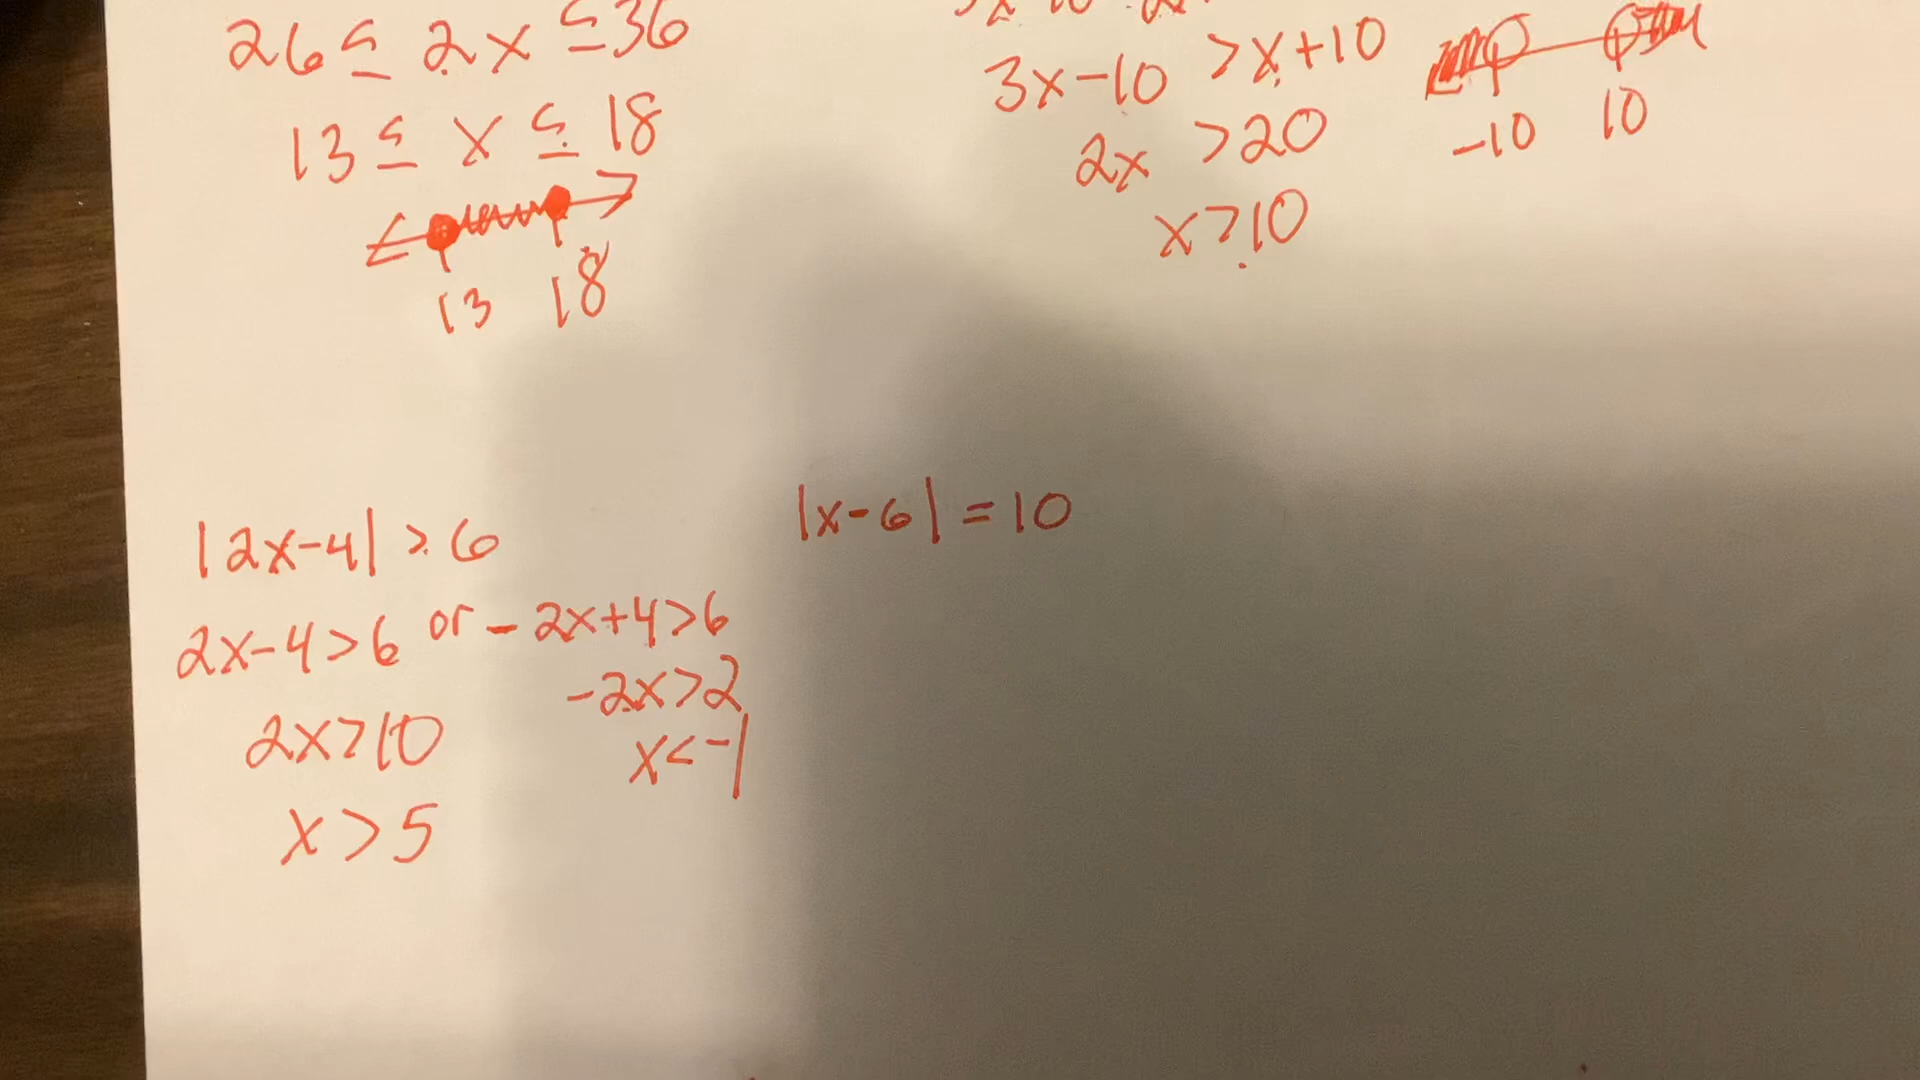 26 ≤ 2x ≤ 36
13 ≤ x ≤ 18
13 18
3x-10 > x+10
2x > 20
x > 10
-10 10
|2x-4| > 6
2x-4>6 or -2x+4>6
2x>10
x > 5
-2x>2
x<-1
|x-6| = 10